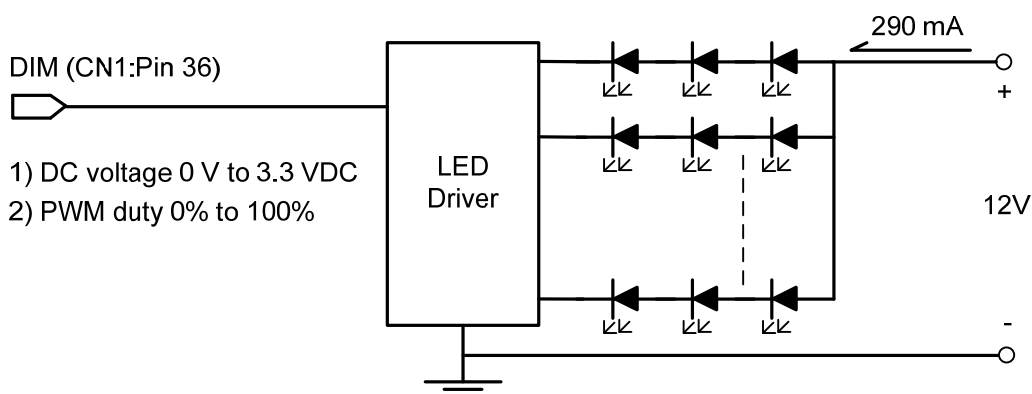 290 mA
DIM (CN1:Pin 36)
+
1) DC voltage 0 V to 3.3 VDC
2) PWM duty 0% to 100%
LED
Driver
12V
-